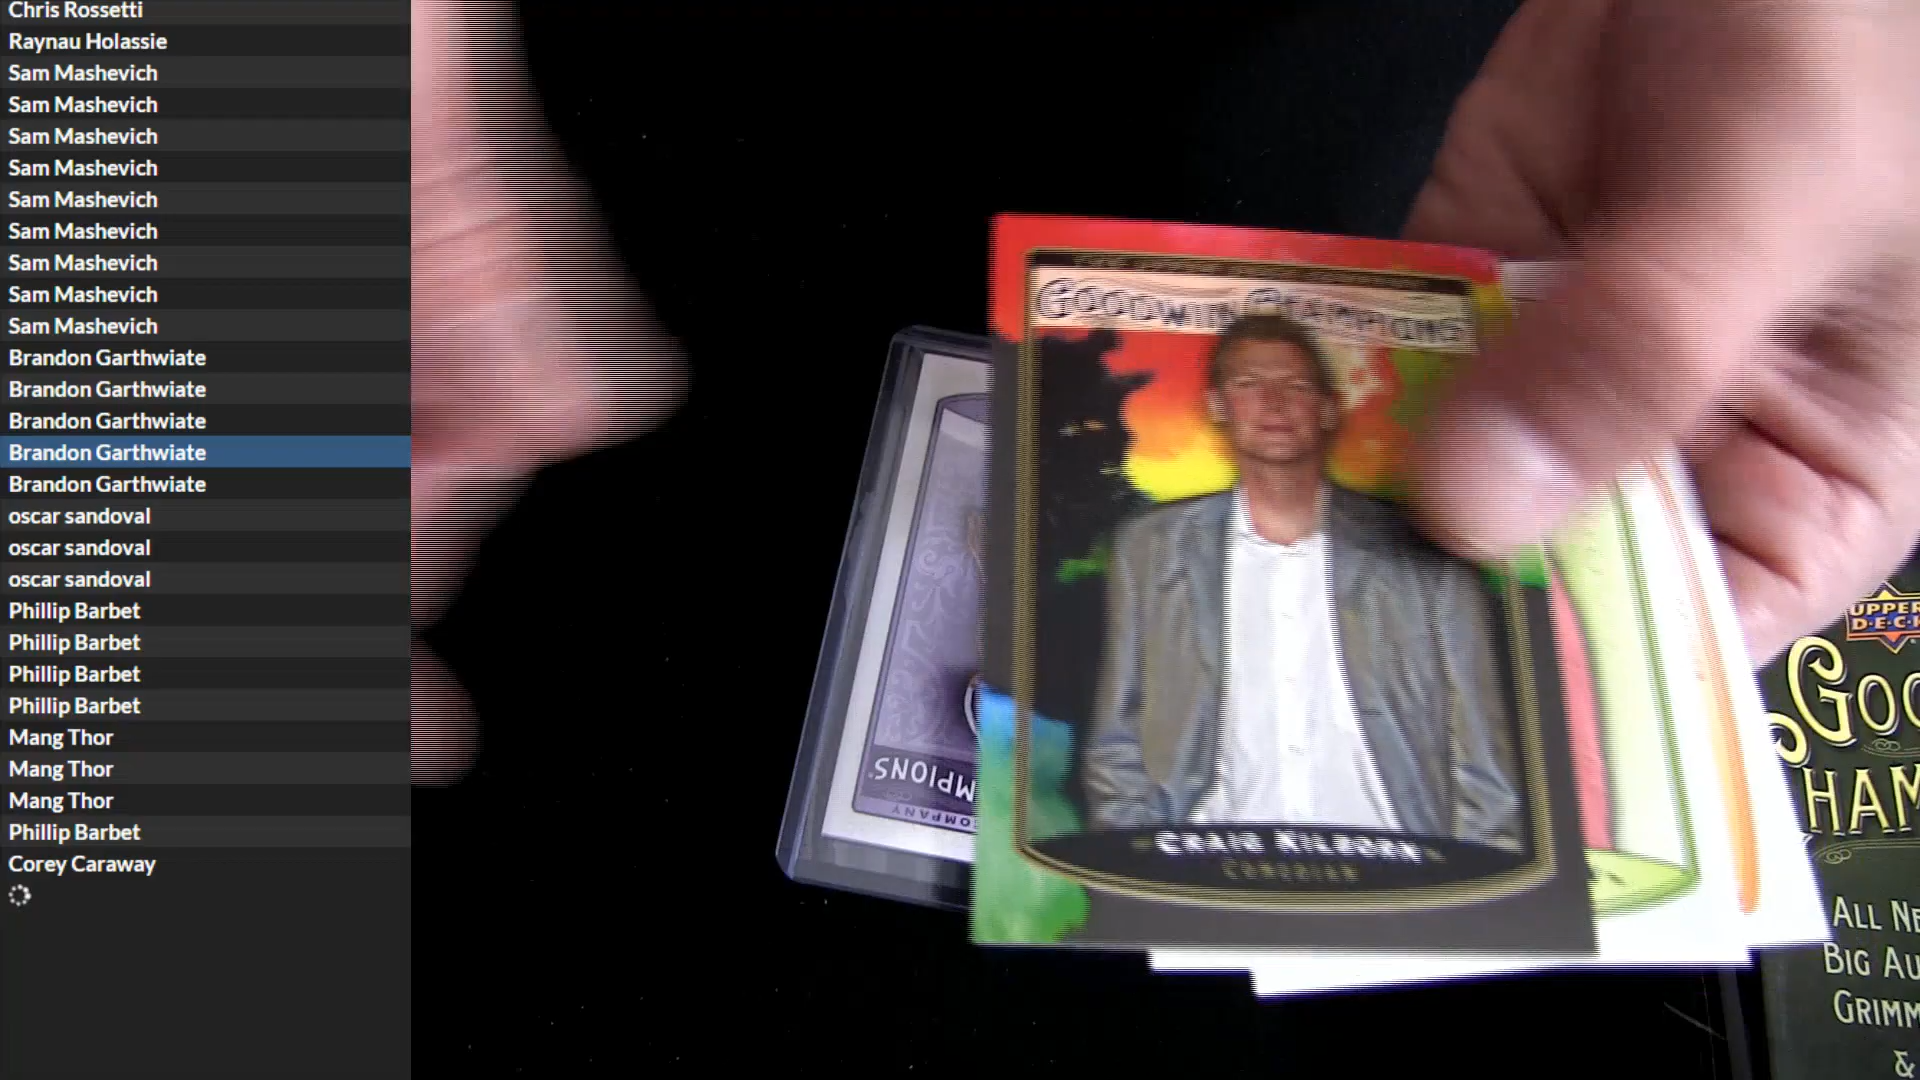 Chris Rossetti
Raynau Holassie
Sam Mashevich
Sam Mashevich
Sam Mashevich
Sam Mashevich
Sam Mashevich
Sam Mashevich
Sam Mashevich
Sam Mashevich
Sam Mashevich
Brandon Garthwiate
Brandon Garthwiate
Brandon Garthwiate
Brandon Garthwiate
Brandon Garthwiate
oscar sandoval
oscar sandoval
oscar sandoval
Phillip Barbet
Phillip Barbet
Phillip Barbet
Phillip Barbet
Mang Thor
Mang Thor
Mang Thor
Phillip Barbet
Corey Caraway
GOODWIN CHAMPIONS
CRAIG KILBORN
COMEDIAN
MPIONS
OMPANY
UPPER
DECK
GOO
HAM
ALL NE
BIG AU
GRIMM
&